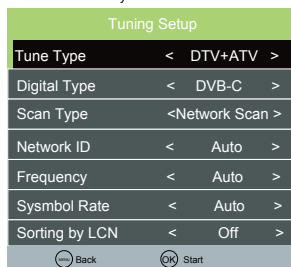 Tuning Setup
Tune Type < DTV+ATV >
Digital Type < DVB-C >
Scan Type <Network Scan >
Network ID < Auto >
Frequency < Auto >
Sysmbol Rate < Auto >
Sorting by LCN < Off >
MENU Back OK Start